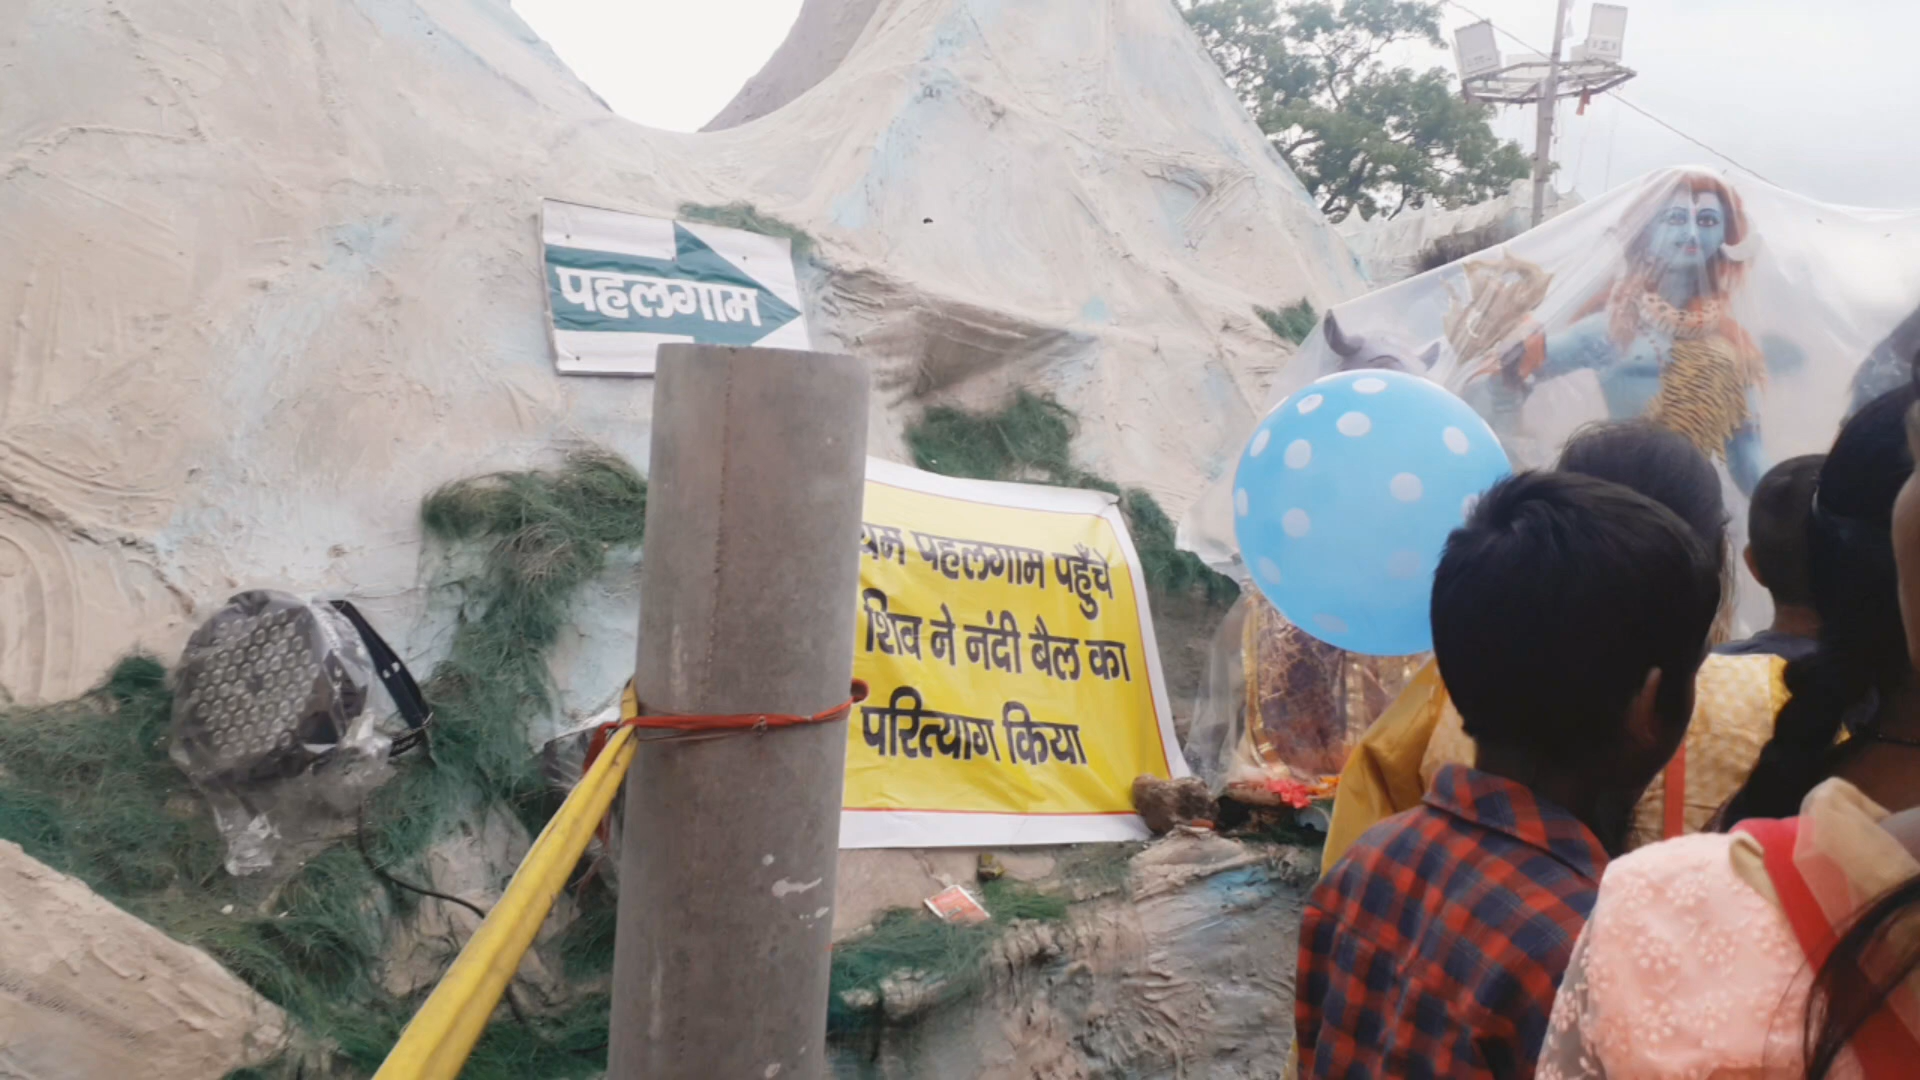 पहलगाम
पहलगाम पहुँचे
शिव ने नंदी बैल का
परित्याग किया